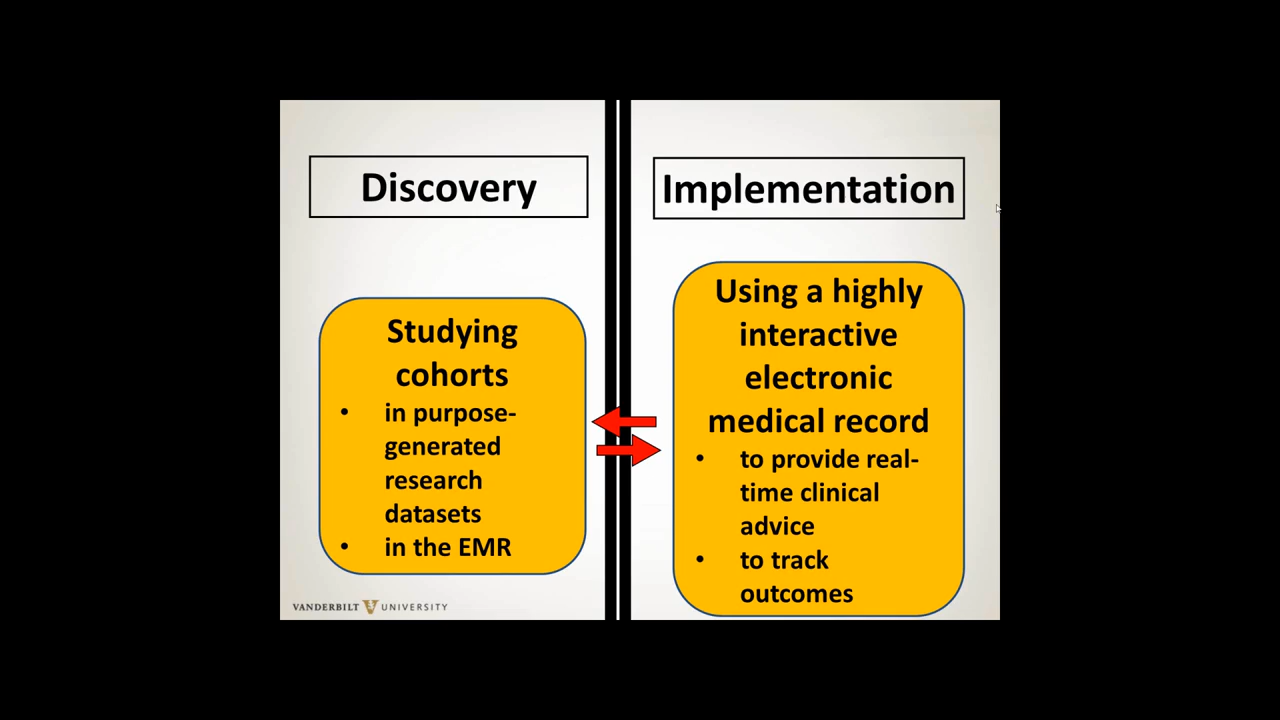 Discovery
Studying
cohorts
• in purpose-
generated
research
datasets
• in the EMR
VANDERBILT V UNIVERSITY
Implementation
Using a highly
interactive
electronic
medical record
• to provide real-
time clinical
advice
• to track
outcomes